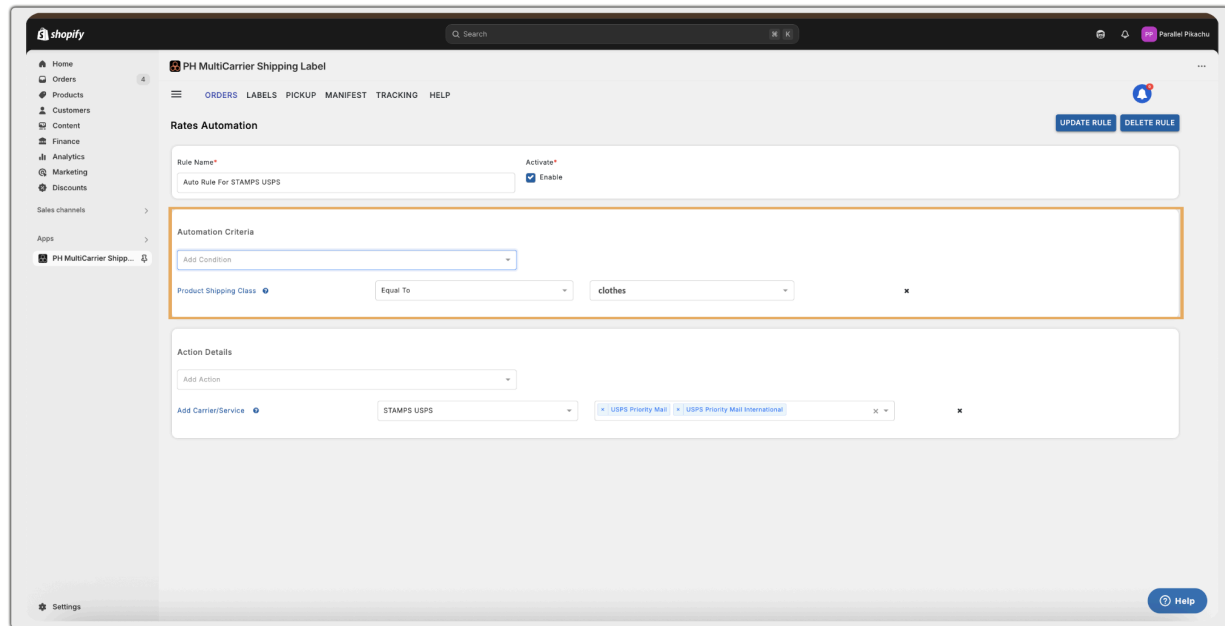 shopify
Search
⌘ K
PP Parallel Pikachu
Home
Orders 4
Products
Customers
Content
Finance
Analytics
Marketing
Discounts
Sales channels
Apps
PH MultiCarrier Shipp...
Settings
PH MultiCarrier Shipping Label
...
ORDERS LABELS PICKUP MANIFEST TRACKING HELP
Rates Automation
UPDATE RULE DELETE RULE
Rule Name* Activate*
Auto Rule For STAMPS USPS Enable
Automation Criteria
Add Condition
Product Shipping Class ? Equal To clothes ×
Action Details
Add Action
Add Carrier/Service ? STAMPS USPS × USPS Priority Mail × USPS Priority Mail International × ×
? Help